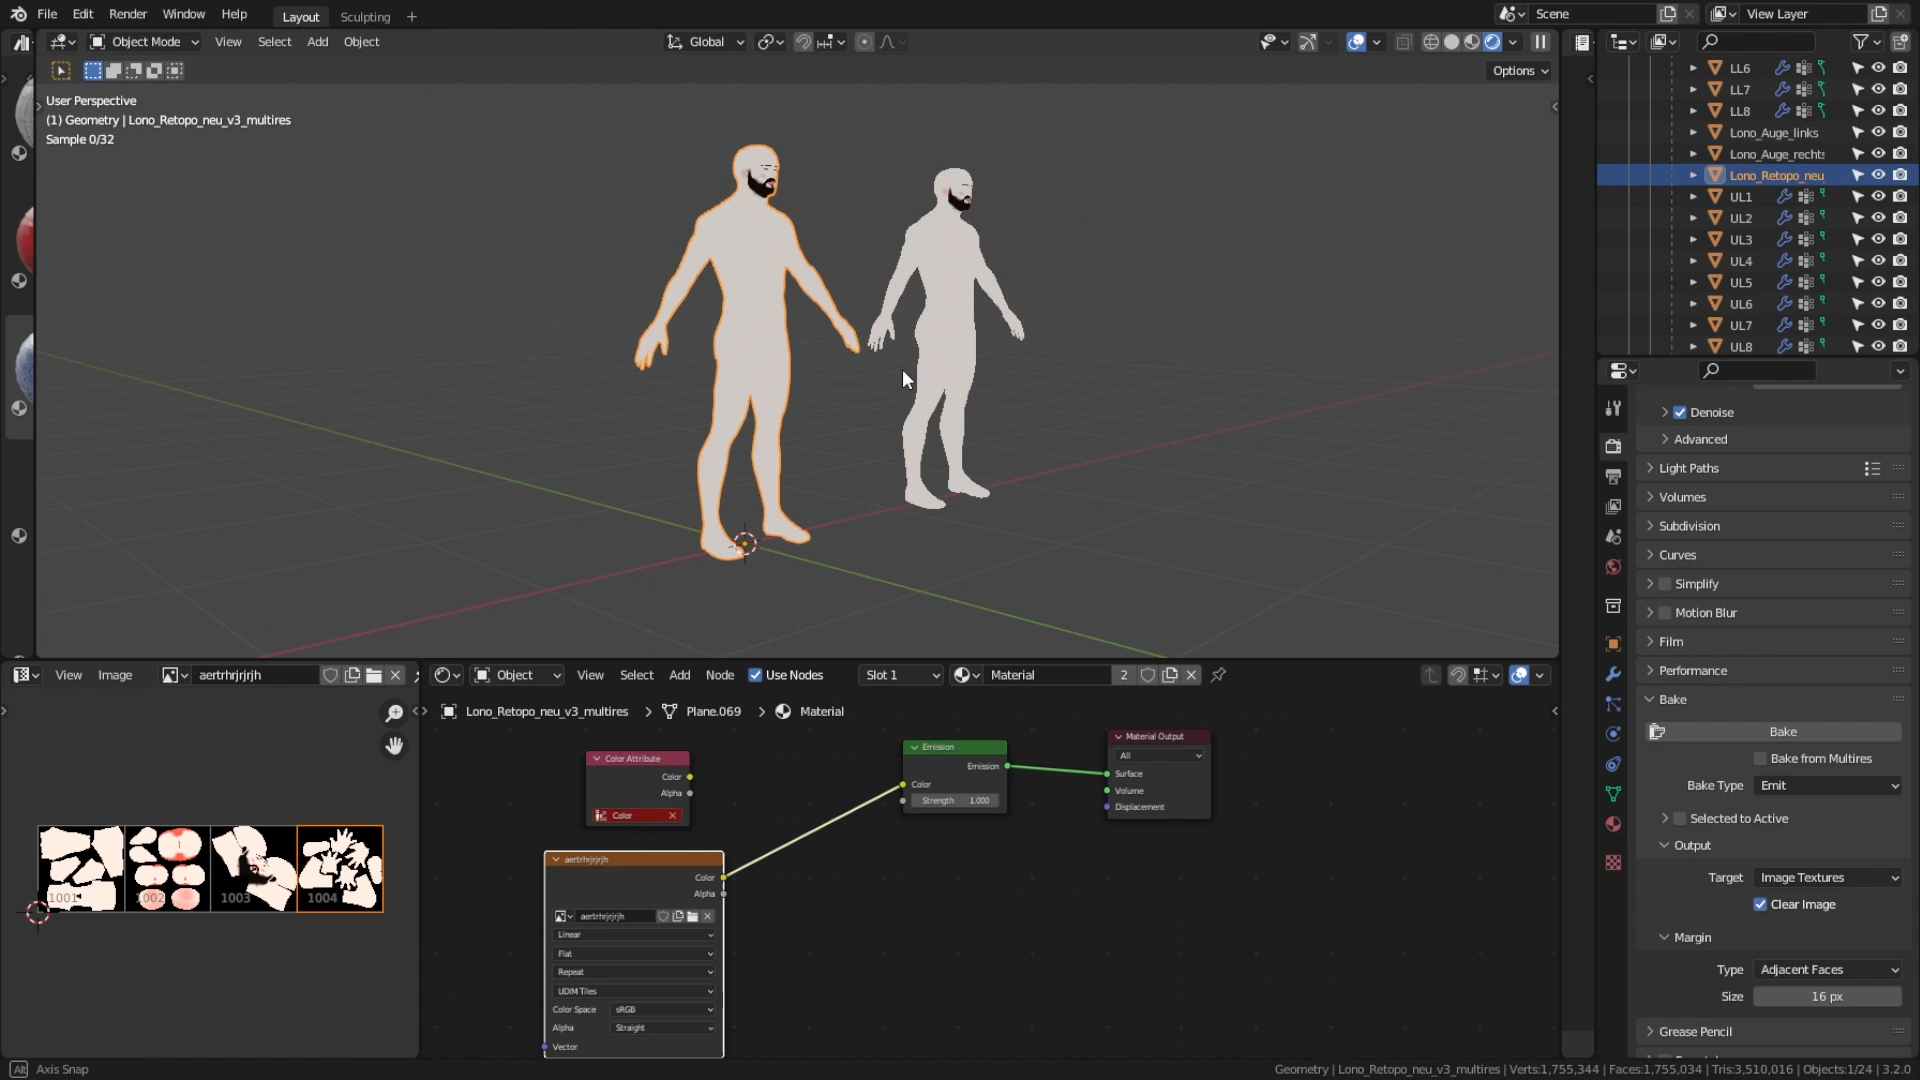 File Edit Render Window Help Layout Sculpting + Scene View Layer
Object Mode View Select Add Object Global
Options
User Perspective
(1) Geometry | Lono_Retopo_neu_v3_multires
Sample 0/32
LL6
LL7
LL8
Lono_Auge_links
Lono_Auge_rechts
Lono_Retopo_neu
UL1
UL2
UL3
UL4
UL5
UL6
UL7
UL8
Denoise
Advanced
Light Paths
Volumes
Subdivision
Curves
Simplify
Motion Blur
Film
Performance
Bake
Bake
Bake from Multires
Bake Type Emit
Selected to Active
Output
Target Image Textures
Clear Image
Margin
Type Adjacent Faces
Size 16 px
Grease Pencil
View Image aertrhrjrjrjh
1001 1002 1003 1004
Object View Select Add Node Use Nodes Slot 1 Material 2
Lono_Retopo_neu_v3_multires > Plane.069 > Material
Color Attribute
Color
Alpha
Color
Emission
Emission
Color
Strength 1.000
Material Output
All
Surface
Volume
Displacement
aertrhrjrjrjh
Color
Alpha
aertrhrjrjrjh
Linear
Flat
Repeat
UDIM Tiles
Color Space sRGB
Alpha Straight
Vector
Alt Axis Snap
Geometry | Lono_Retopo_neu_v3_multires | Verts:1,755,344 | Faces:1,755,034 | Tris:3,510,016 | Objects:1/24 | 3.2.0